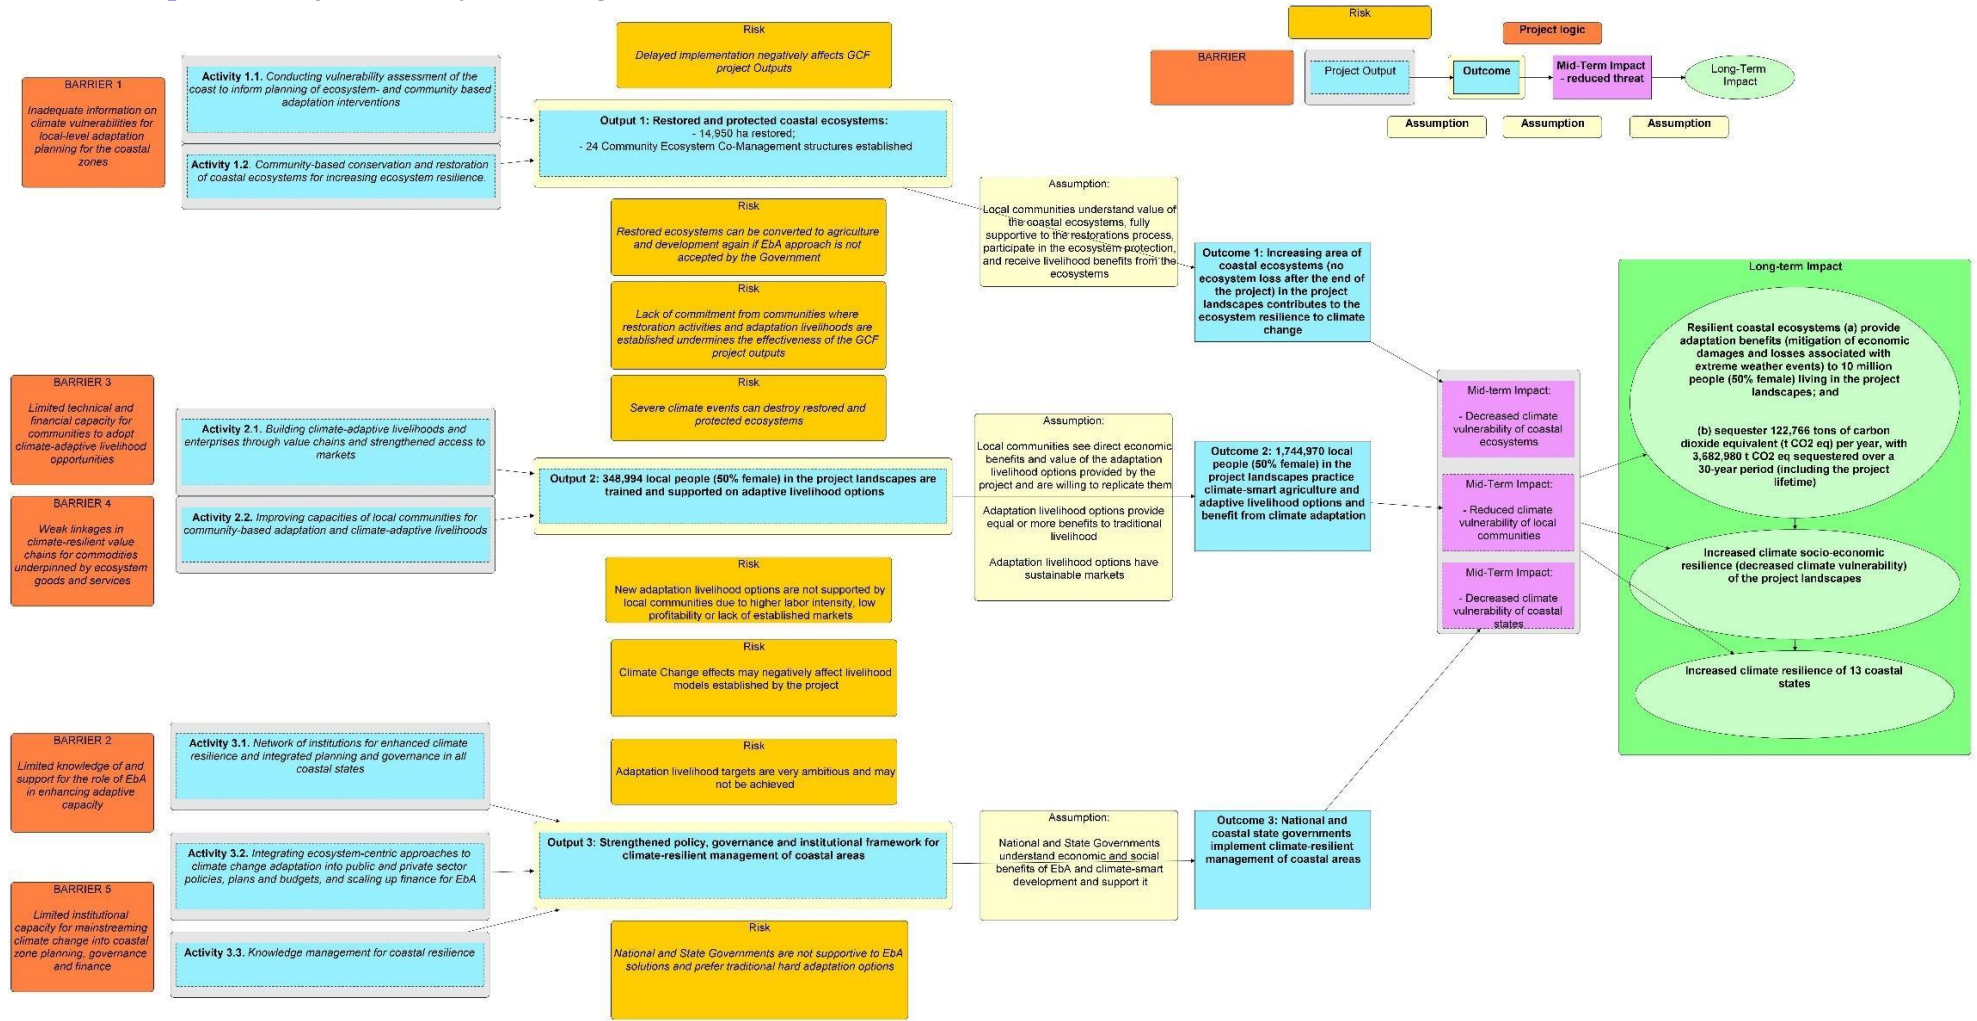 Risk
Project logic
BARRIER
Project Output
Outcome
Mid-Term Impact
- reduced threat
Long-Term
Impact
Assumption
Assumption
Assumption
BARRIER 1
Inadequate information on
climate vulnerabilities for
local-level adaptation
planning for the coastal
zones
Activity 1.1. Conducting vulnerability assessment of the
coast to inform planning of ecosystem- and community based
adaptation interventions
Activity 1.2. Community-based conservation and restoration
of coastal ecosystems for increasing ecosystem resilience.
Risk
Delayed implementation negatively affects GCF
project Outputs
Output 1: Restored and protected coastal ecosystems:
- 14,950 ha restored;
- 24 Community Ecosystem Co-Management structures established
Risk
Restored ecosystems can be converted to agriculture
and development again if EbA approach is not
accepted by the Government
Risk
Lack of commitment from communities where
restoration activities and adaptation livelihoods are
established undermines the effectiveness of the GCF
project outputs
Risk
Severe climate events can destroy restored and
protected ecosystems
Assumption:
Local communities understand value of
the coastal ecosystems, fully
supportive to the restorations process,
participate in the ecosystem protection,
and receive livelihood benefits from the
ecosystems
Outcome 1: Increasing area of
coastal ecosystems (no
ecosystem loss after the end of
the project) in the project
landscapes contributes to the
ecosystem resilience to climate
change
BARRIER 3
Limited technical and
financial capacity for
communities to adopt
climate-adaptive livelihood
opportunities
BARRIER 4
Weak linkages in
climate-resilient value
chains for commodities
underpinned by ecosystem
goods and services
Activity 2.1. Building climate-adaptive livelihoods and
enterprises through value chains and strengthened access to
markets
Activity 2.2. Improving capacities of local communities for
community-based adaptation and climate-adaptive livelihoods
Output 2: 348,994 local people (50% female) in the project landscapes are
trained and supported on adaptive livelihood options
Assumption:
Local communities see direct economic
benefits and value of the adaptation
livelihood options provided by the
project and are willing to replicate them
Adaptation livelihood options provide
equal or more benefits to traditional
livelihood
Adaptation livelihood options have
sustainable markets
Outcome 2: 1,744,970 local
people (50% female) in the
project landscapes practice
climate-smart agriculture and
adaptive livelihood options and
benefit from climate adaptation
Risk
New adaptation livelihood options are not supported by
local communities due to higher labor intensity, low
profitability or lack of established markets
Risk
Climate Change effects may negatively affect livelihood
models established by the project
Risk
Adaptation livelihood targets are very ambitious and may
not be achieved
BARRIER 2
Limited knowledge of and
support for the role of EbA
in enhancing adaptive
capacity
BARRIER 5
Limited institutional
capacity for mainstreaming
climate change into coastal
zone planning, governance
and finance
Activity 3.1. Network of institutions for enhanced climate
resilience and integrated planning and governance in all
coastal states
Activity 3.2. Integrating ecosystem-centric approaches to
climate change adaptation into public and private sector
policies, plans and budgets, and scaling up finance for EbA
Activity 3.3. Knowledge management for coastal resilience
Output 3: Strengthened policy, governance and institutional framework for
climate-resilient management of coastal areas
Risk
National and State Governments are not supportive to EbA
solutions and prefer traditional hard adaptation options
Assumption:
National and State Governments
understand economic and social
benefits of EbA and climate-smart
development and support it
Outcome 3: National and
coastal state governments
implement climate-resilient
management of coastal areas
Mid-term Impact:
- Decreased climate
vulnerability of coastal
ecosystems
Mid-Term Impact:
- Reduced climate
vulnerability of local
communities
Mid-Term Impact:
- Decreased climate
vulnerability of coastal
states
Long-term Impact
Resilient coastal ecosystems (a) provide
adaptation benefits (mitigation of economic
damages and losses associated with
extreme weather events) to 10 million
people (50% female) living in the project
landscapes; and
(b) sequester 122,766 tons of carbon
dioxide equivalent (t CO2 eq) per year, with
3,682,980 t CO2 eq sequestered over a
30-year period (including the project
lifetime)
Increased climate socio-economic
resilience (decreased climate vulnerability)
of the project landscapes
Increased climate resilience of 13 coastal
states